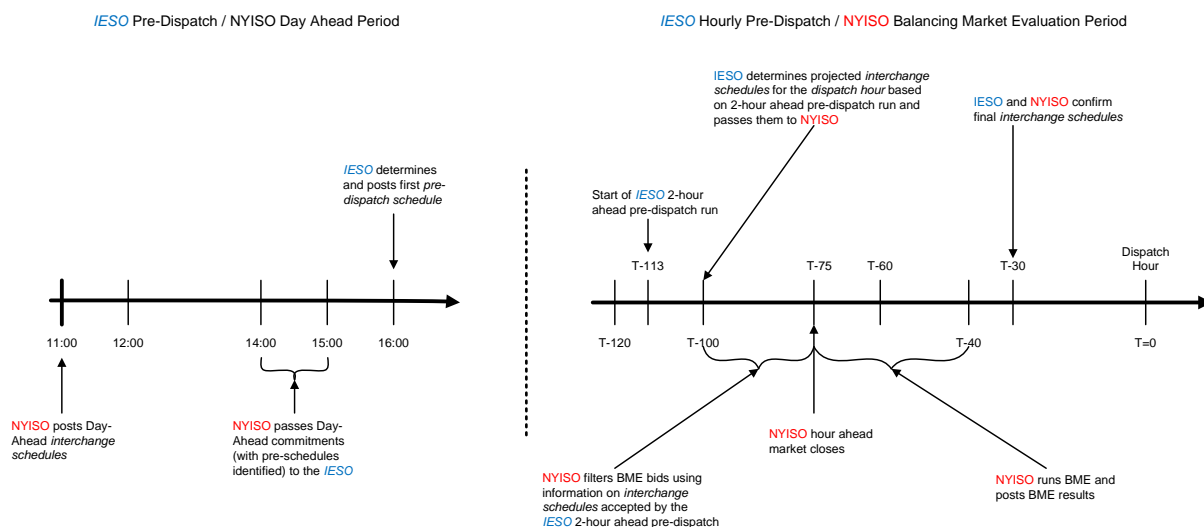 IESO Pre-Dispatch / NYISO Day Ahead Period
IESO Hourly Pre-Dispatch / NYISO Balancing Market Evaluation Period
IESO determines projected interchange
schedules for the dispatch hour based
on 2-hour ahead pre-dispatch run and
passes them to NYISO
IESO and NYISO confirm
final interchange schedules
IESO determines
and posts first pre-
dispatch schedule
Start of IESO 2-hour
ahead pre-dispatch run
Dispatch
Hour
T-113
T-75
T-60
T-30
11:00
12:00
14:00
15:00
16:00
T-120
T-100
T-40
T=0
NYISO posts Day-
Ahead interchange
schedules
NYISO passes Day-
Ahead commitments
(with pre-schedules
identified) to the IESO
NYISO hour ahead
market closes
NYISO filters BME bids using
information on interchange
schedules accepted by the
IESO 2-hour ahead pre-dispatch
NYISO runs BME and
posts BME results